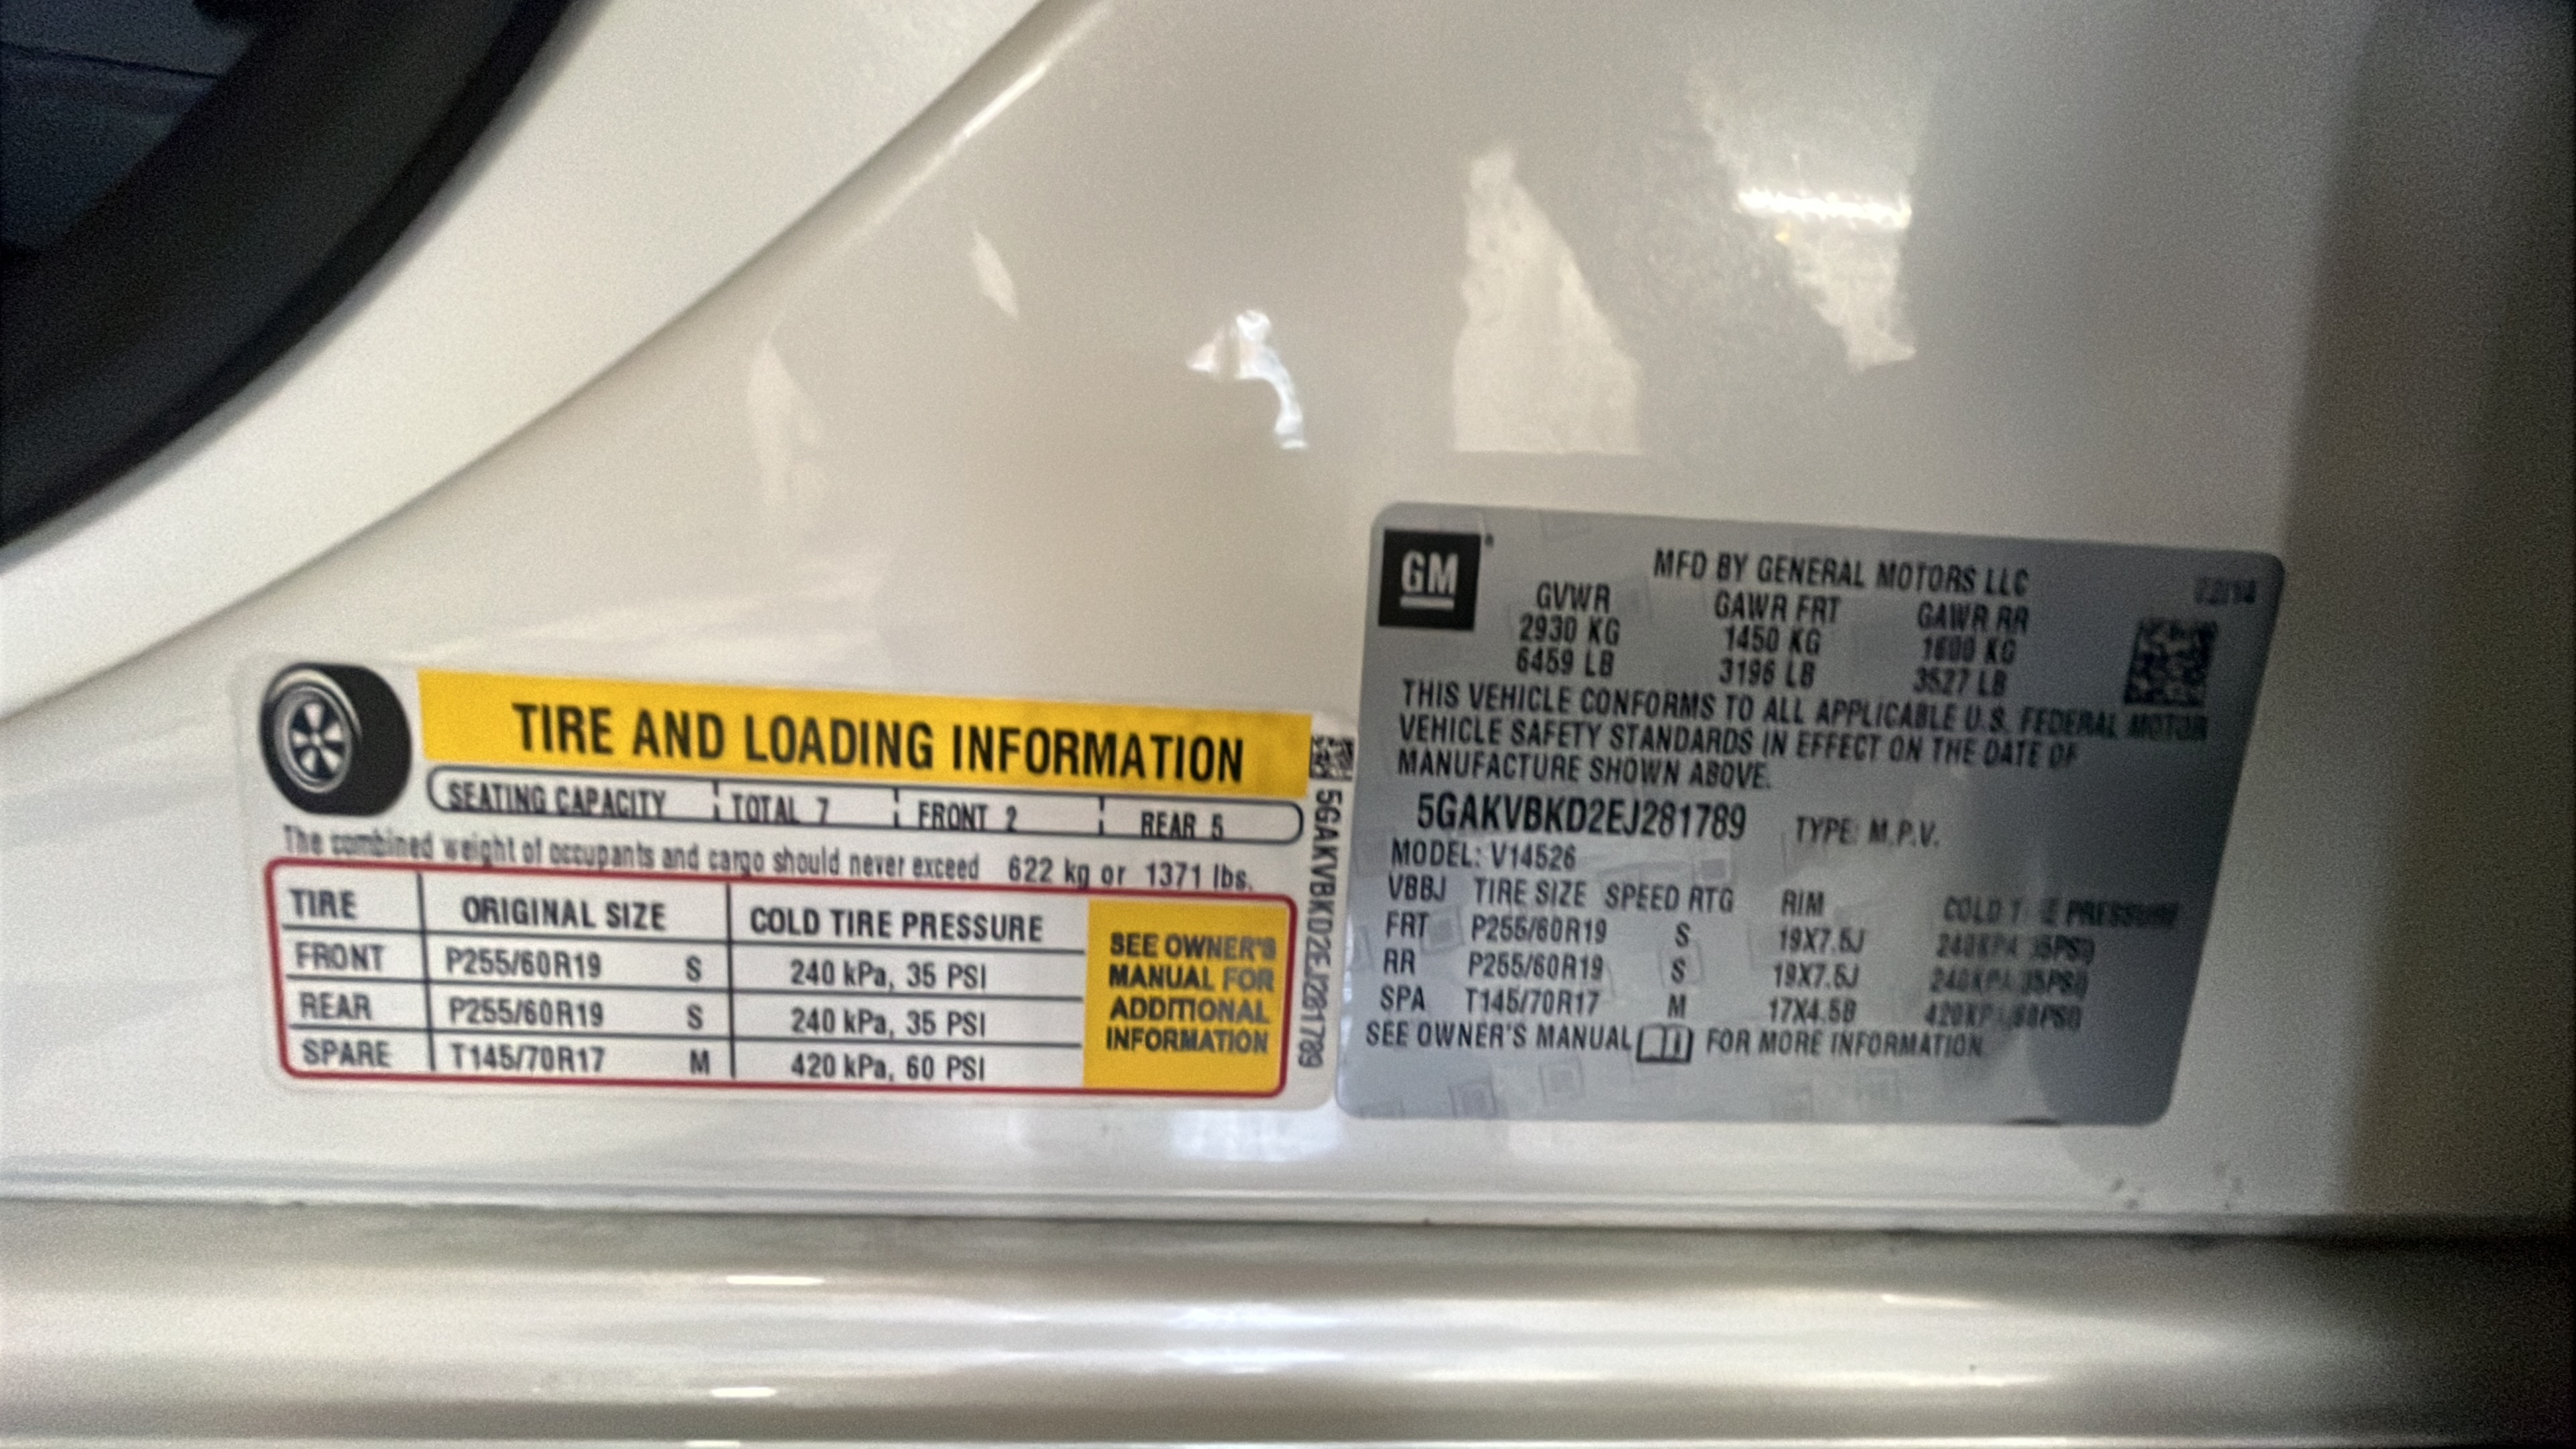 TIRE AND LOADING INFORMATION
SEATING CAPACITY TOTAL 7 FRONT 2 REAR 5
The combined weight of occupants and cargo should never exceed 622 kg or 1371 lbs.
TIRE ORIGINAL SIZE COLD TIRE PRESSURE
FRONT P255/60R19 S 240 kPa, 35 PSI
REAR P255/60R19 S 240 kPa, 35 PSI
SPARE T145/70R17 M 420 kPa, 60 PSI
SEE OWNER'S
MANUAL FOR
ADDITIONAL
INFORMATION
5GAKVBKD2EJ281789
GM
MFD BY GENERAL MOTORS LLC
GVWR GAWR FRT GAWR RR
2930 KG 1450 KG 1600 KG
6459 LB 3196 LB 3527 LB
THIS VEHICLE CONFORMS TO ALL APPLICABLE U.S. FEDERAL MOTOR
VEHICLE SAFETY STANDARDS IN EFFECT ON THE DATE OF
MANUFACTURE SHOWN ABOVE.
5GAKVBKD2EJ281789 TYPE: M.P.V.
MODEL: V14526
VBBJ TIRE SIZE SPEED RTG RIM COLD PRESSURE
FRT P255/60R19 S 19X7.5J
RR P255/60R19 S 19X7.5J
SPA T145/70R17 M 17X4.5B
SEE OWNER'S MANUAL FOR MORE INFORMATION